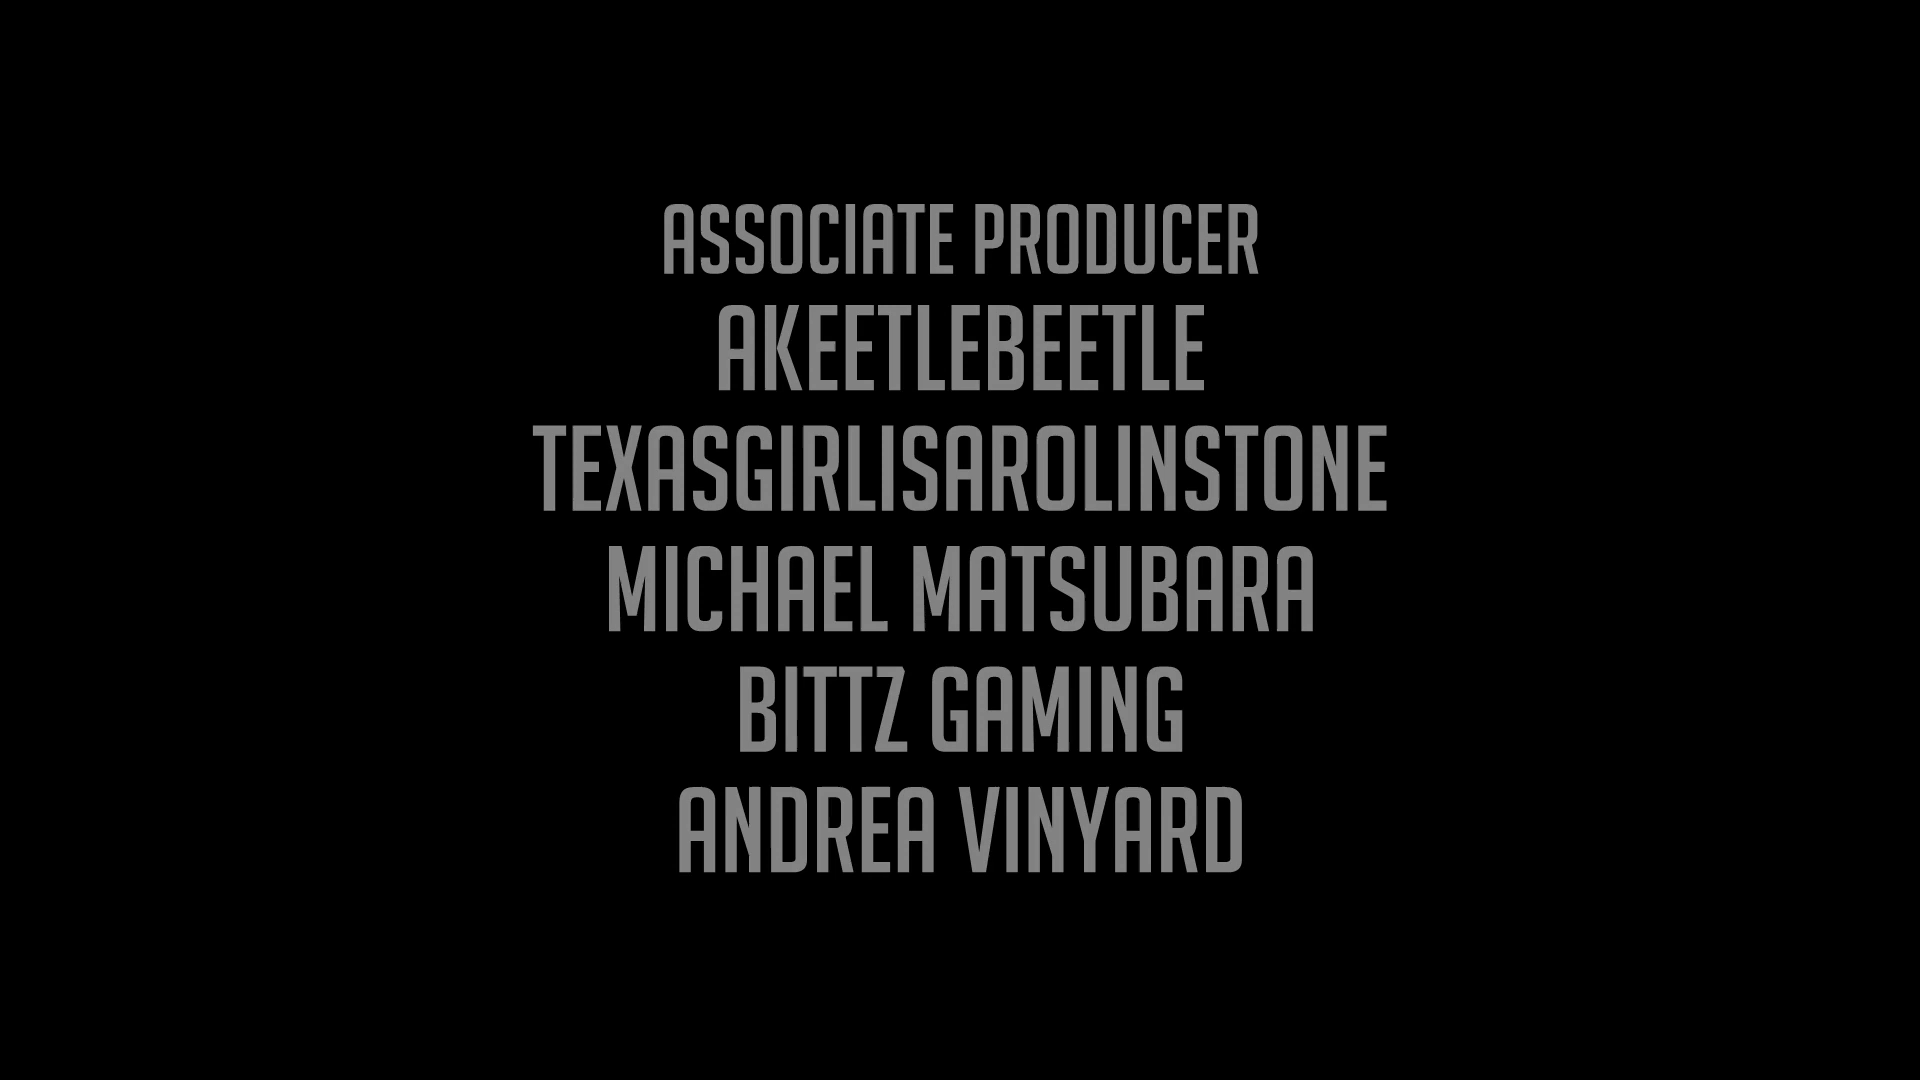 ASSOCIATE PRODUCER
AKEETLEBEETLE
TEXASGIRLISAROLINSTONE
MICHAEL MATSUBARA
BITTZ GAMING
ANDREA VINYARD